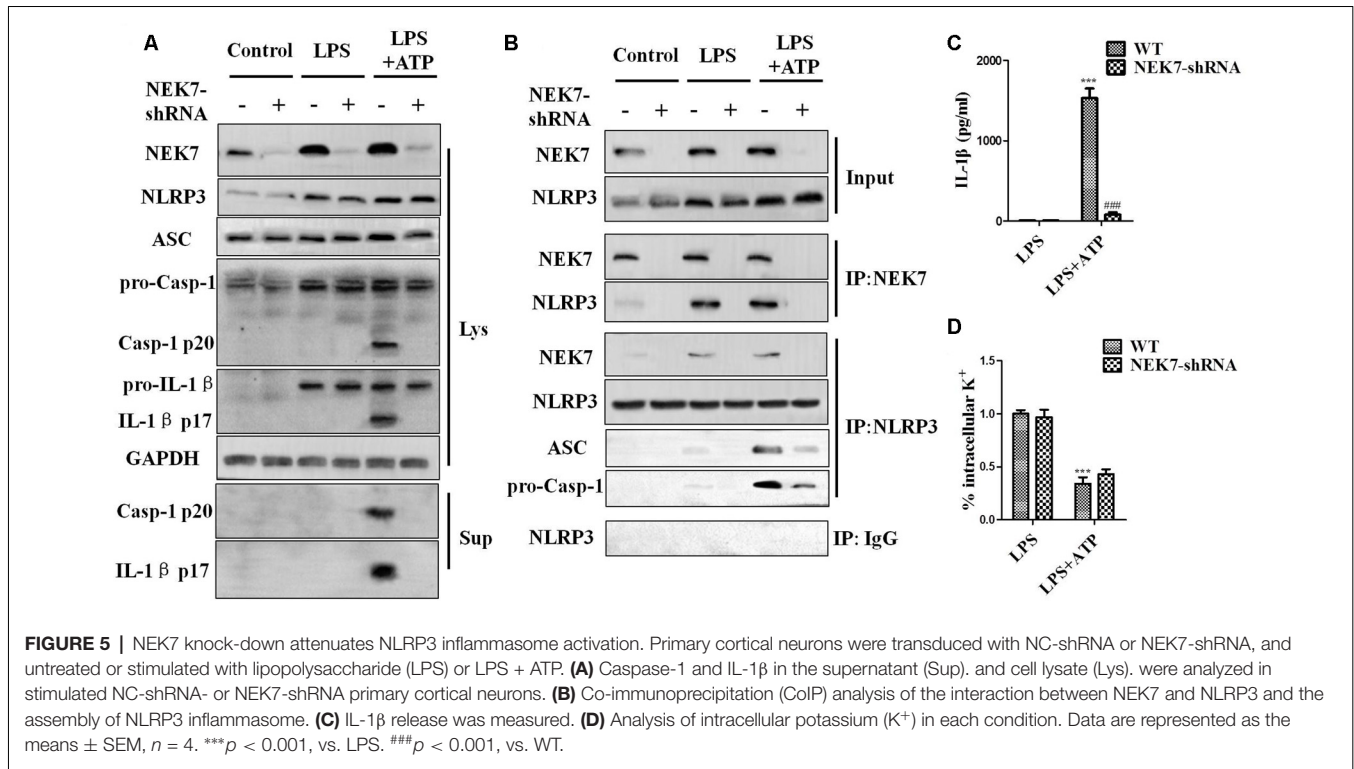 A
Control
LPS
LPS
+ATP
NEK7-
shRNA
- + - + - +
NEK7
NLRP3
ASC
pro-Casp-1
Casp-1 p20
pro-IL-1 β
IL-1 β p17
GAPDH
Lys
Casp-1 p20
IL-1 β p17
Sup
B
Control
LPS
LPS
+ATP
NEK7-
shRNA
- + - + - +
NEK7
NLRP3
Input
NEK7
NLRP3
IP:NEK7
NEK7
NLRP3
ASC
pro-Casp-1
IP:NLRP3
NLRP3
IP: IgG
C
WT
NEK7-shRNA
IL-1β (pg/ml)
2000
1000
0
***
###
LPS
LPS+ATP
D
WT
NEK7-shRNA
% intracellular K⁺
1.5
1.0
0.5
0.0
***
LPS
LPS+ATP
FIGURE 5 | NEK7 knock-down attenuates NLRP3 inflammasome activation. Primary cortical neurons were transduced with NC-shRNA or NEK7-shRNA, and
untreated or stimulated with lipopolysaccharide (LPS) or LPS + ATP. (A) Caspase-1 and IL-1β in the supernatant (Sup). and cell lysate (Lys). were analyzed in
stimulated NC-shRNA- or NEK7-shRNA primary cortical neurons. (B) Co-immunoprecipitation (CoIP) analysis of the interaction between NEK7 and NLRP3 and the
assembly of NLRP3 inflammasome. (C) IL-1β release was measured. (D) Analysis of intracellular potassium (K⁺) in each condition. Data are represented as the
means ± SEM, n = 4. ***p < 0.001, vs. LPS. ###p < 0.001, vs. WT.